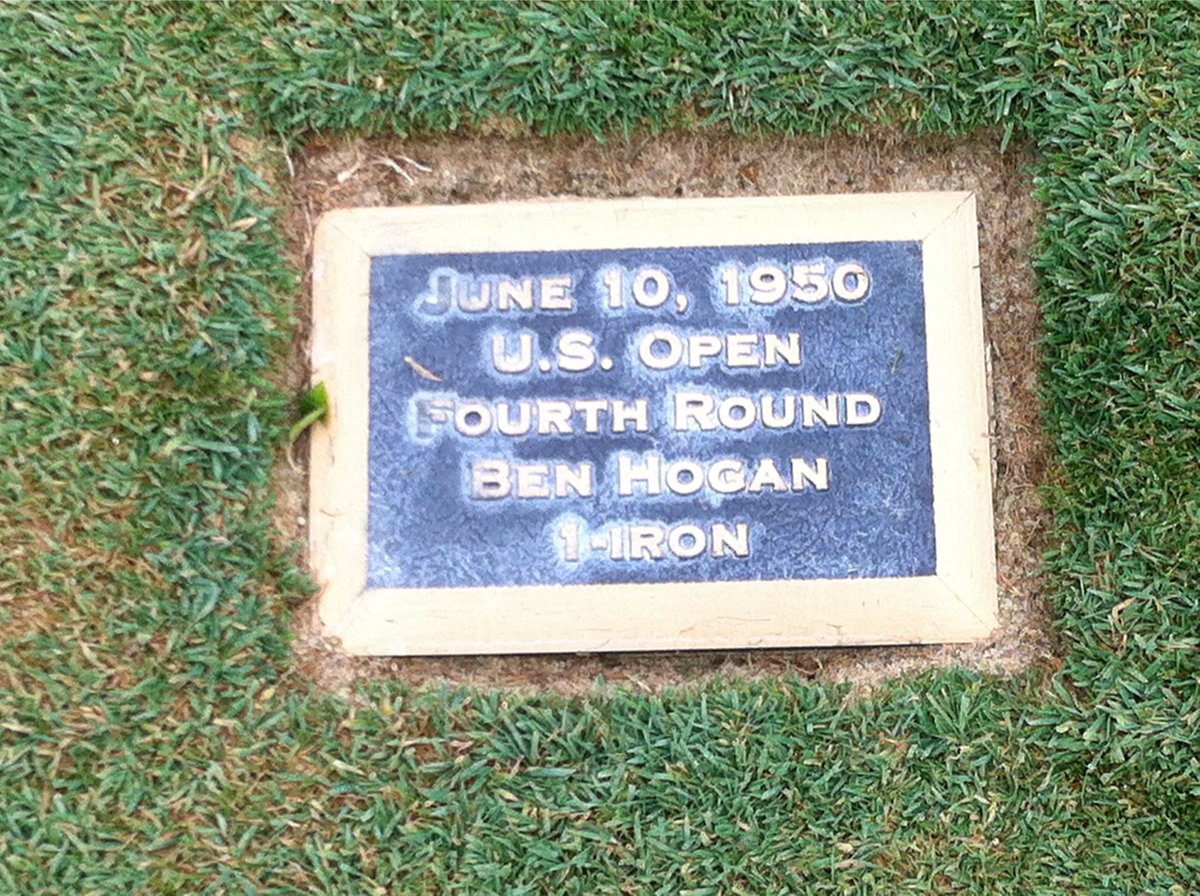 June 10, 1950
U.S. Open
Fourth Round
Ben Hogan
1-iron